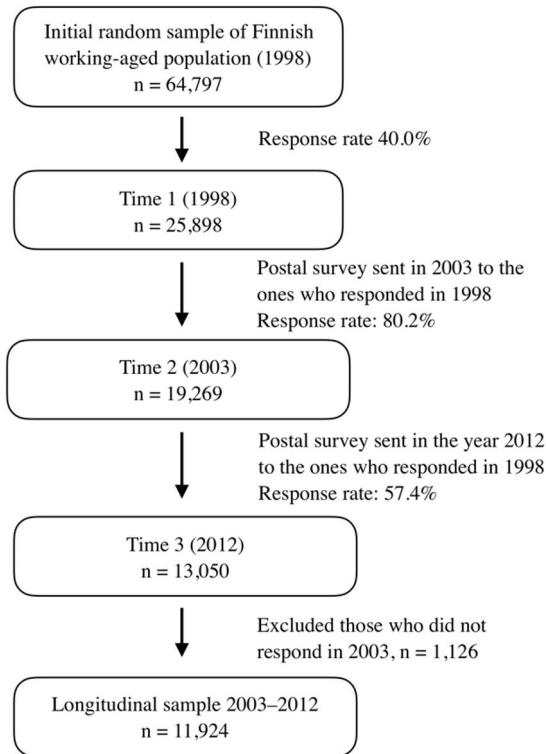 Initial random sample of Finnish
working-aged population (1998)
n = 64,797
Response rate 40.0%
Time 1 (1998)
n = 25,898
Postal survey sent in 2003 to the
ones who responded in 1998
Response rate: 80.2%
Time 2 (2003)
n = 19,269
Postal survey sent in the year 2012
to the ones who responded in 1998
Response rate: 57.4%
Time 3 (2012)
n = 13,050
Excluded those who did not
respond in 2003, n = 1,126
Longitudinal sample 2003–2012
n = 11,924